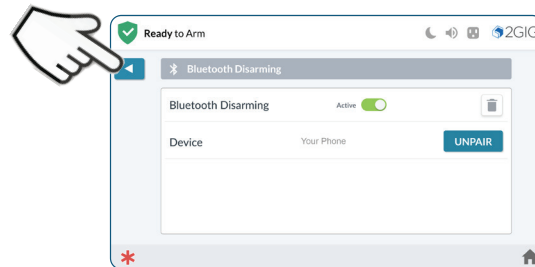 Ready to Arm
2GIG
Bluetooth Disarming
Bluetooth Disarming Active
Device Your Phone UNPAIR